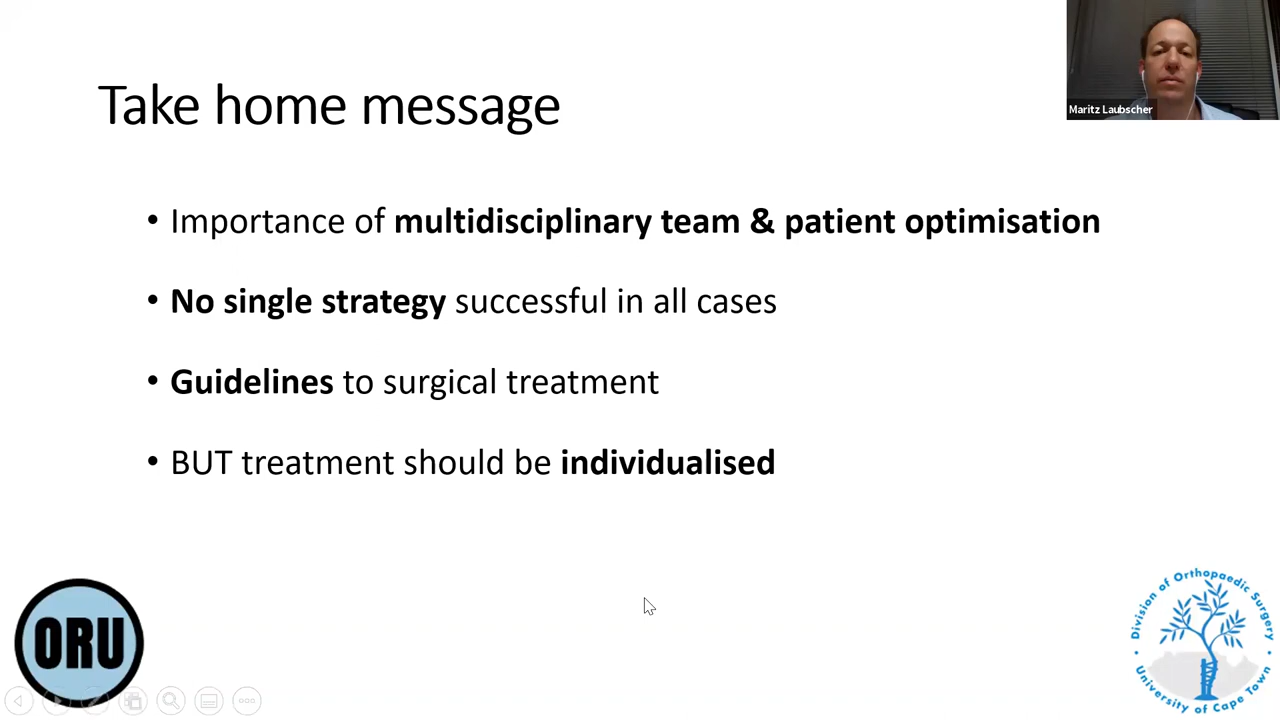 Take home message
Maritz Laubscher
• Importance of multidisciplinary team & patient optimisation
• No single strategy successful in all cases
• Guidelines to surgical treatment
• BUT treatment should be individualised
ORU
Division of Orthopaedic Surgery
University of Cape Town